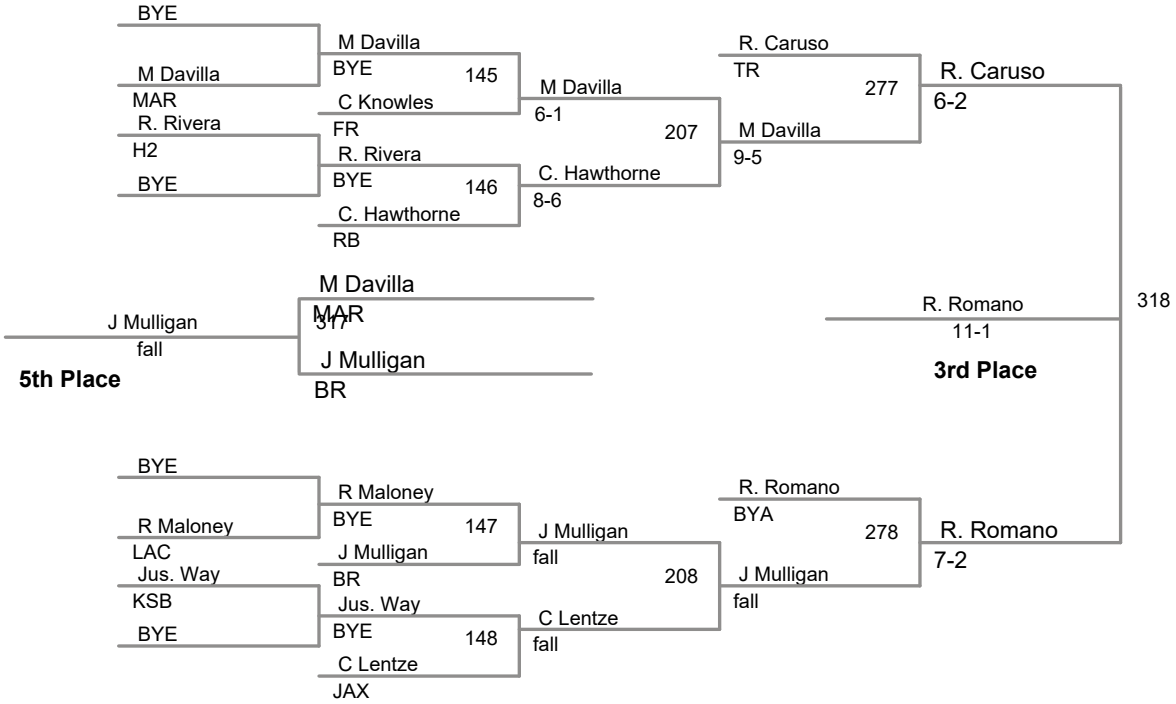 BYE
M Davilla
MAR
R. Rivera
H2
BYE
M Davilla
BYE
145
C Knowles
FR
R. Rivera
BYE
146
C. Hawthorne
RB
M Davilla
6-1
207
C. Hawthorne
8-6
R. Caruso
TR
277
M Davilla
9-5
R. Caruso
6-2
M Davilla
MAR
317
J Mulligan
fall
5th Place
J Mulligan
BR
R. Romano
11-1
3rd Place
318
BYE
R Maloney
LAC
Jus. Way
KSB
BYE
R Maloney
BYE
147
J Mulligan
BR
Jus. Way
BYE
148
C Lentze
JAX
J Mulligan
fall
208
C Lentze
fall
R. Romano
BYA
278
J Mulligan
fall
R. Romano
7-2